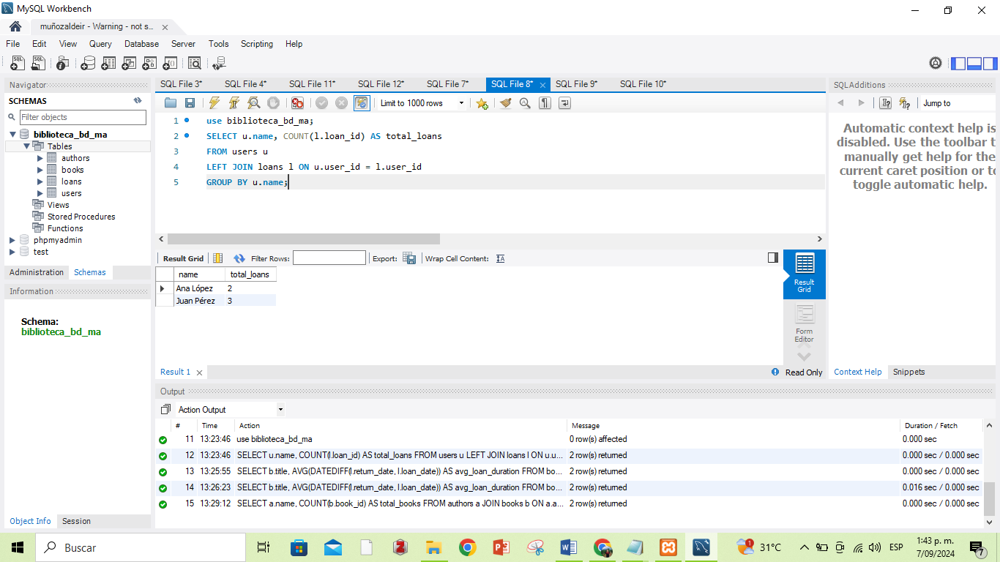 MySQL Workbench
muñozaldeir - Warning - not s...
File Edit View Query Database Server Tools Scripting Help
Navigator
SCHEMAS
Filter objects
biblioteca_bd_ma
Tables
authors
books
loans
users
Views
Stored Procedures
Functions
phpmyadmin
test
Administration Schemas
Information
Schema:
biblioteca_bd_ma
Object Info Session
SQL File 3* SQL File 4* SQL File 11* SQL File 12* SQL File 7* SQL File 8* SQL File 9* SQL File 10*
Limit to 1000 rows
1 use biblioteca_bd_ma;
2 SELECT u.name, COUNT(l.loan_id) AS total_loans
3 FROM users u
4 LEFT JOIN loans l ON u.user_id = l.user_id
5 GROUP BY u.name;
Result Grid Filter Rows: Export: Wrap Cell Content:
name total_loans
Ana López 2
Juan Pérez 3
Result Grid
Form Editor
Result 1 Read Only
SQLAdditions
Jump to
Automatic context help is
disabled. Use the toolbar t
manually get help for the
current caret position or to
toggle automatic help.
Context Help Snippets
Output
Action Output
# Time Action Message Duration / Fetch
11 13:23:46 use biblioteca_bd_ma 0 row(s) affected 0.000 sec
12 13:23:46 SELECT u.name, COUNT(l.loan_id) AS total_loans FROM users u LEFT JOIN loans l ON u.u... 2 row(s) returned 0.000 sec / 0.000 sec
13 13:25:55 SELECT b.title, AVG(DATEDIFF(l.return_date, l.loan_date)) AS avg_loan_duration FROM bo... 2 row(s) returned 0.000 sec / 0.000 sec
14 13:26:23 SELECT b.title, AVG(DATEDIFF(l.return_date, l.loan_date)) AS avg_loan_duration FROM bo... 2 row(s) returned 0.016 sec / 0.000 sec
15 13:29:12 SELECT a.name, COUNT(b.book_id) AS total_books FROM authors a JOIN books b ON a.a... 2 row(s) returned 0.000 sec / 0.000 sec
Buscar
31°C
ESP
1:43 p. m.
7/09/2024
7